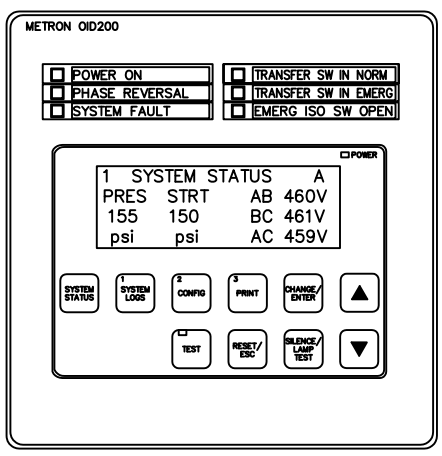 METRON OID200
POWER ON
TRANSFER SW IN NORM
PHASE REVERSAL
TRANSFER SW IN EMERG
SYSTEM FAULT
EMERG ISO SW OPEN
POWER
1 SYSTEM STATUS A
PRES STRT AB 460V
155 150 BC 461V
psi psi AC 459V
SYSTEM
STATUS
1
SYSTEM
LOGS
2
CONFIG
3
PRINT
CHANGE/
ENTER
TEST
RESET/
ESC
SILENCE/
LAMP
TEST